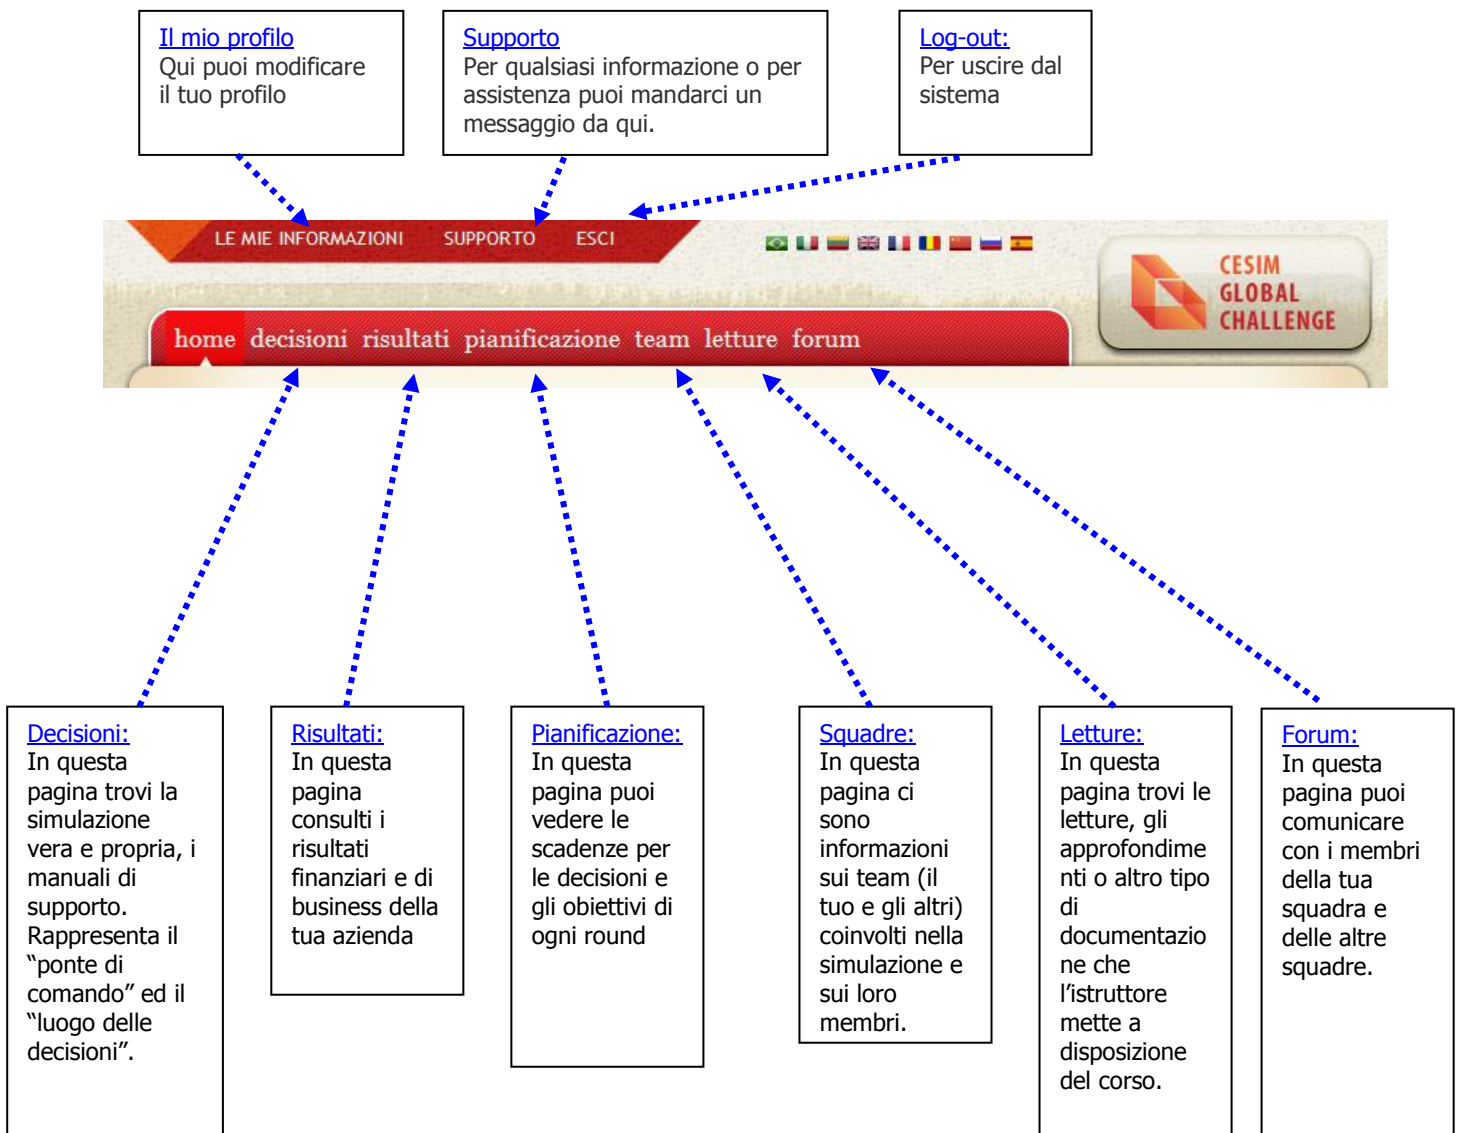 Il mio profilo
Qui puoi modificare
il tuo profilo
Supporto
Per qualsiasi informazione o per
assistenza puoi mandarci un
messaggio da qui.
Log-out:
Per uscire dal
sistema
LE MIE INFORMAZIONI SUPPORTO ESCI
CESIM
GLOBAL
CHALLENGE
home decisioni risultati pianificazione team letture forum
Decisioni:
In questa
pagina trovi la
simulazione
vera e propria, i
manuali di
supporto.
Rappresenta il
“ponte di
comando” ed il
“luogo delle
decisioni”.
Risultati:
In questa
pagina
consulti i
risultati
finanziari e di
business della
tua azienda
Pianificazione:
In questa
pagina puoi
vedere le
scadenze per
le decisioni e
gli obiettivi di
ogni round
Squadre:
In questa
pagina ci
sono
informazioni
sui team (il
tuo e gli altri)
coinvolti nella
simulazione e
sui loro
membri.
Letture:
In questa
pagina trovi le
letture, gli
approfondime
nti o altro tipo
di
documentazio
ne che
l’istruttore
mette a
disposizione
del corso.
Forum:
In questa
pagina puoi
comunicare
con i membri
della tua
squadra e
delle altre
squadre.